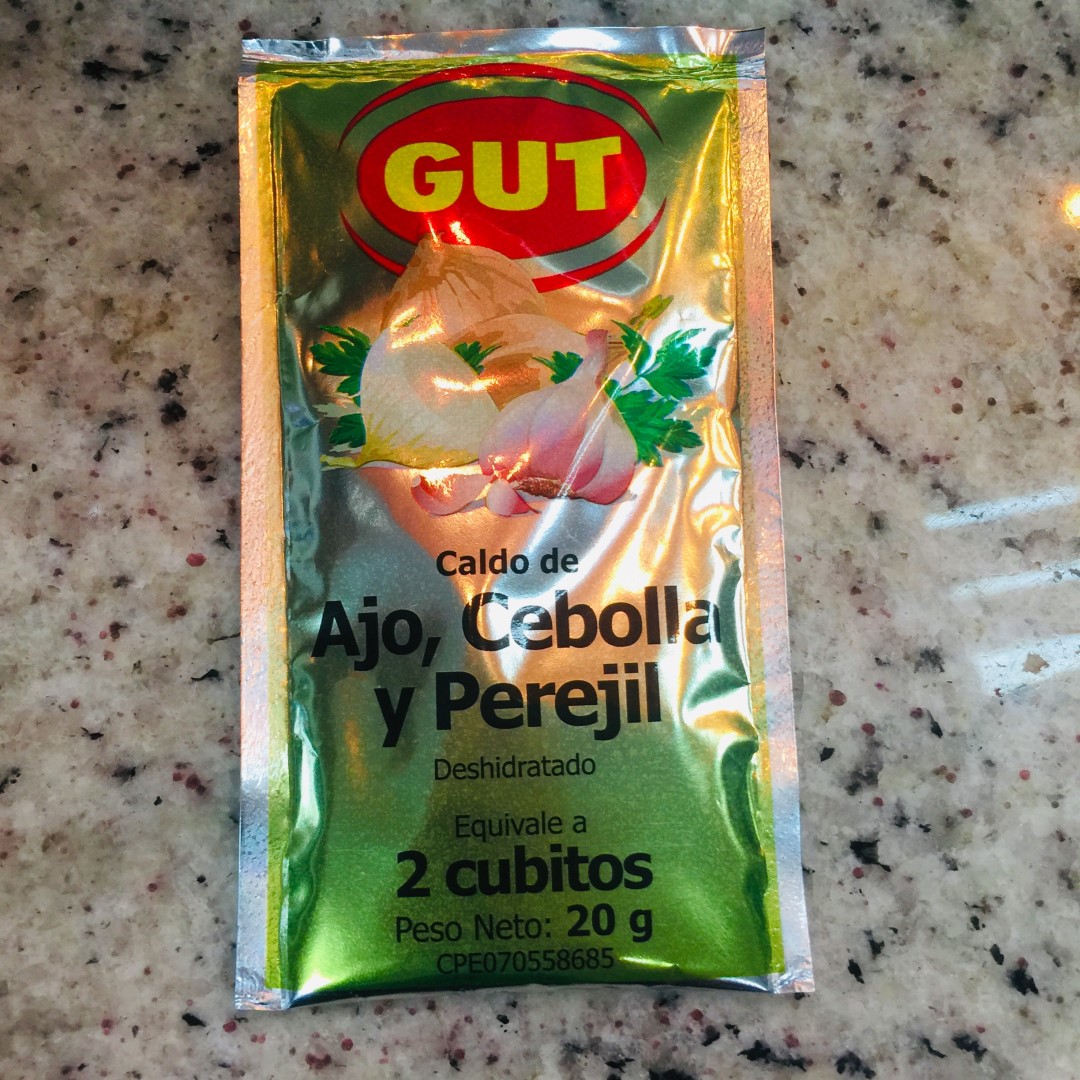 GUT
Caldo de
Ajo, Cebolla
y Perejil
Deshidratado
Equivale a
2 cubitos
Peso Neto: 20 g
CPE070558685